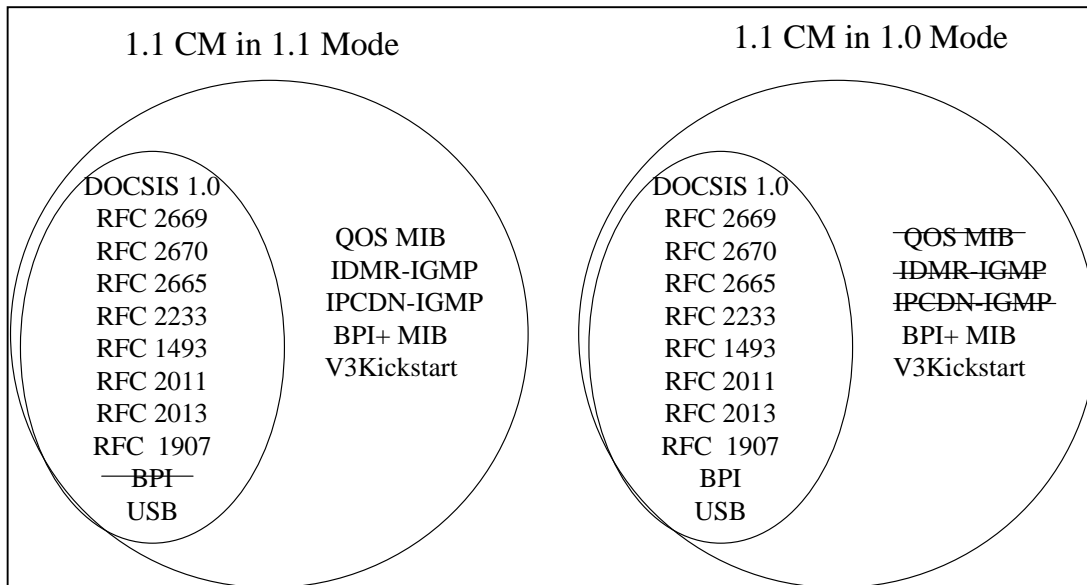 1.1 CM in 1.1 Mode
DOCSIS 1.0
RFC 2669
RFC 2670
RFC 2665
RFC 2233
RFC 1493
RFC 2011
RFC 2013
RFC 1907
BPI
USB
QOS MIB
IDMR-IGMP
IPCDN-IGMP
BPI+ MIB
V3Kickstart
1.1 CM in 1.0 Mode
DOCSIS 1.0
RFC 2669
RFC 2670
RFC 2665
RFC 2233
RFC 1493
RFC 2011
RFC 2013
RFC 1907
BPI
USB
QOS MIB
IDMR-IGMP
IPCDN-IGMP
BPI+ MIB
V3Kickstart